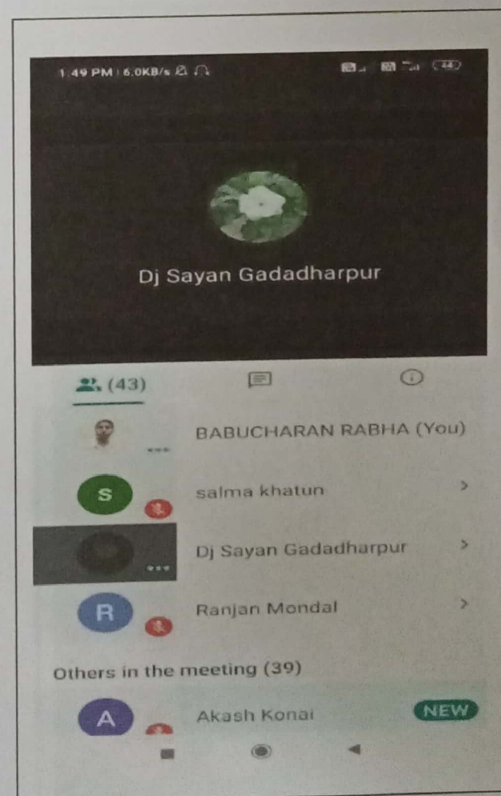 1:49 PM | 6.0KB/s
44
Dj Sayan Gadadharpur
(43)
BABUCHARAN RABHA (You)
S salma khatun
Dj Sayan Gadadharpur
R Ranjan Mondal
Others in the meeting (39)
A Akash Konai NEW